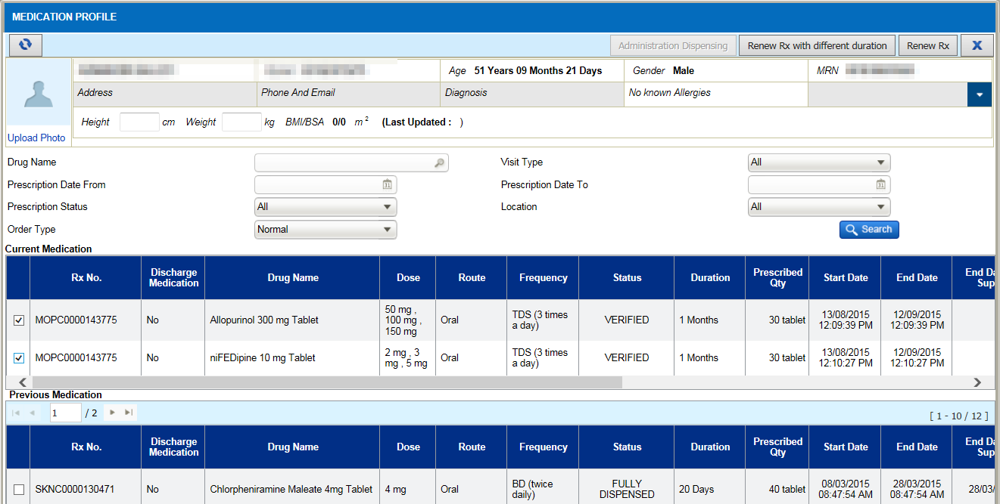 MEDICATION PROFILE
Administration Dispensing Renew Rx with different duration Renew Rx X
Age 51 Years 09 Months 21 Days Gender Male MRN
Address Phone And Email Diagnosis No known Allergies
Height cm Weight kg BMI/BSA 0/0 m 2 (Last Updated : )
Upload Photo
Drug Name Visit Type All
Prescription Date From 31 Prescription Date To 31
Prescription Status All Location All
Order Type Normal Search
Current Medication
Rx No. Discharge Medication Drug Name Dose Route Frequency Status Duration Prescribed Qty Start Date End Date End Da Sup
MOPC0000143775 No Allopurinol 300 mg Tablet 50 mg , 100 mg , 150 mg Oral TDS (3 times a day) VERIFIED 1 Months 30 tablet 13/08/2015 12:09:39 PM 12/09/2015 12:09:39 PM
MOPC0000143775 No niFEDipine 10 mg Tablet 2 mg , 3 mg , 5 mg Oral TDS (3 times a day) VERIFIED 1 Months 30 tablet 13/08/2015 12:10:27 PM 12/09/2015 12:10:27 PM
Previous Medication
1 / 2 [ 1 - 10 / 12 ]
Rx No. Discharge Medication Drug Name Dose Route Frequency Status Duration Prescribed Qty Start Date End Date End Da Sup
SKNC0000130471 No Chlorpheniramine Maleate 4mg Tablet 4 mg Oral BD (twice daily) FULLY DISPENSED 20 Days 40 tablet 08/03/2015 08:47:54 AM 28/03/2015 08:47:54 AM 28/03/